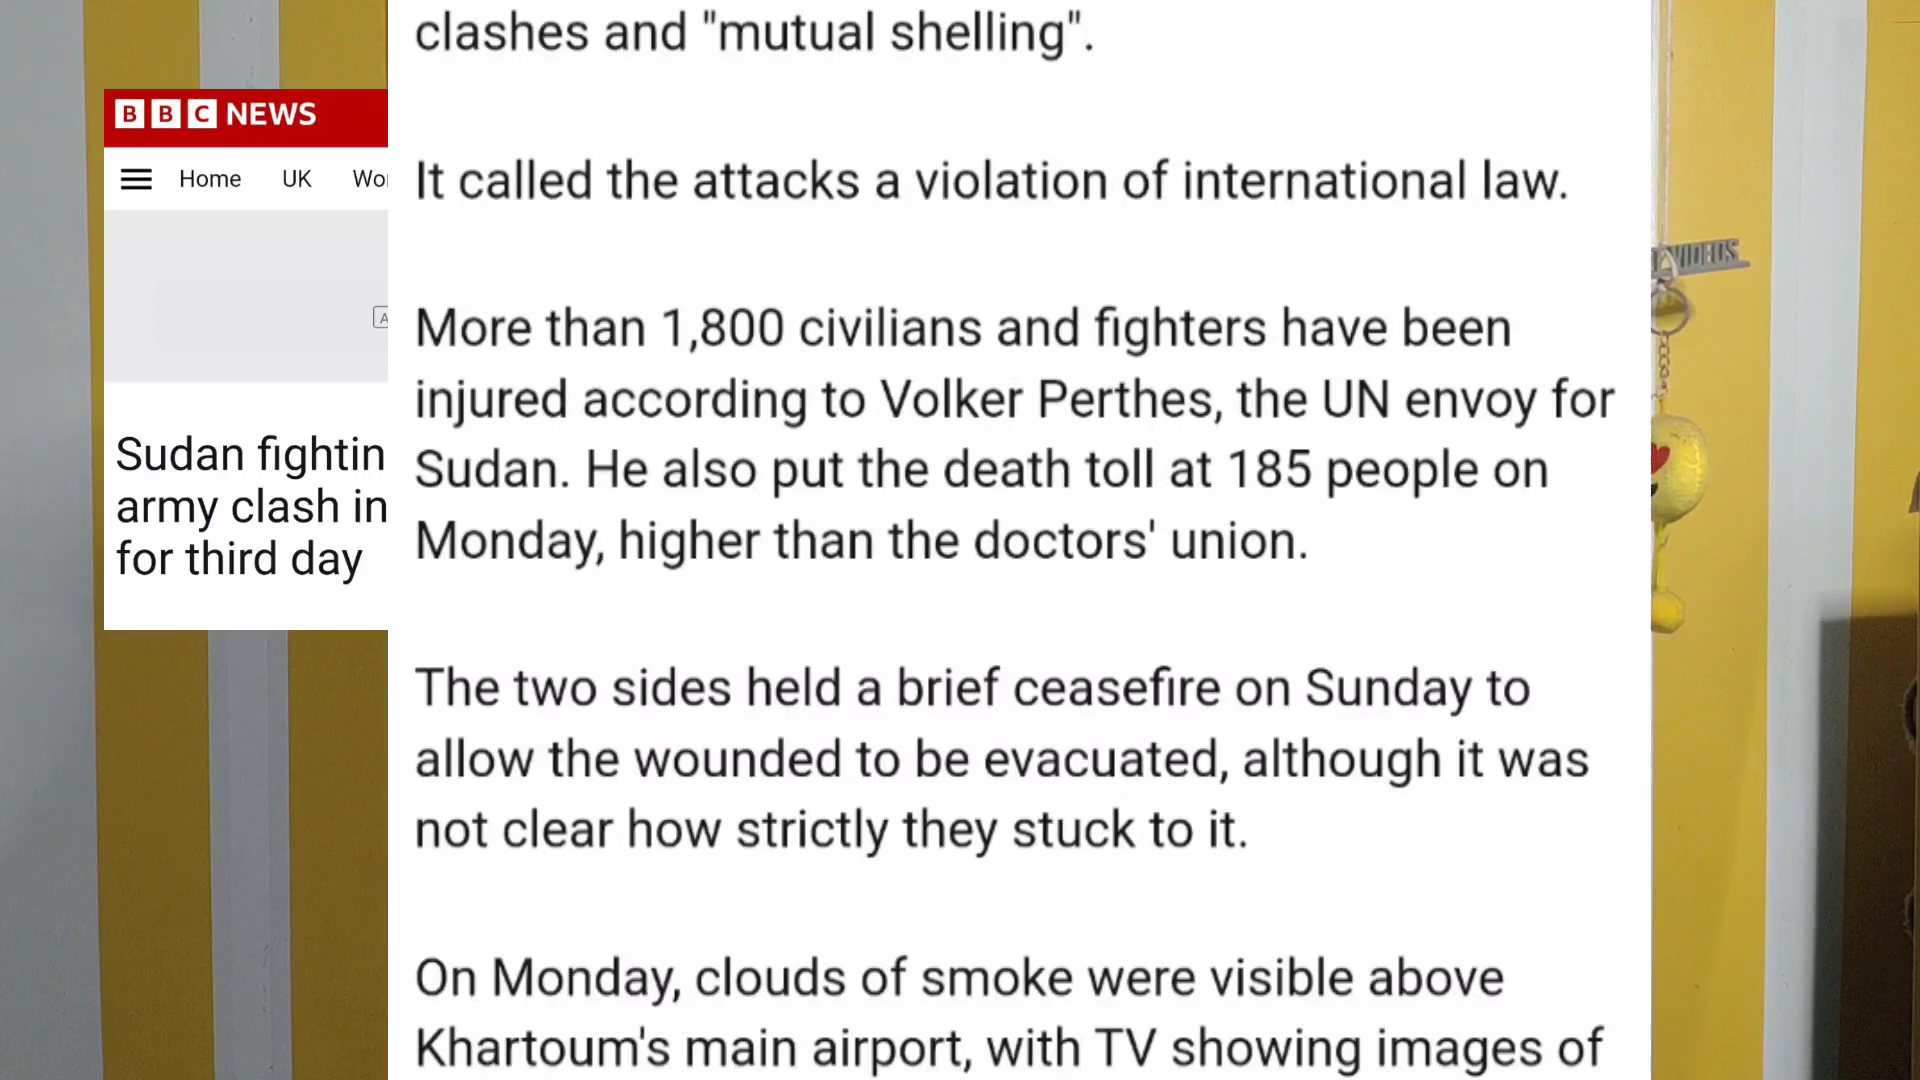 BBC NEWS
Home UK
Sudan fightin
army clash in
for third day
clashes and "mutual shelling".
It called the attacks a violation of international law.
More than 1,800 civilians and fighters have been
injured according to Volker Perthes, the UN envoy for
Sudan. He also put the death toll at 185 people on
Monday, higher than the doctors' union.
The two sides held a brief ceasefire on Sunday to
allow the wounded to be evacuated, although it was
not clear how strictly they stuck to it.
On Monday, clouds of smoke were visible above
Khartoum's main airport, with TV showing images of
VIDEOS